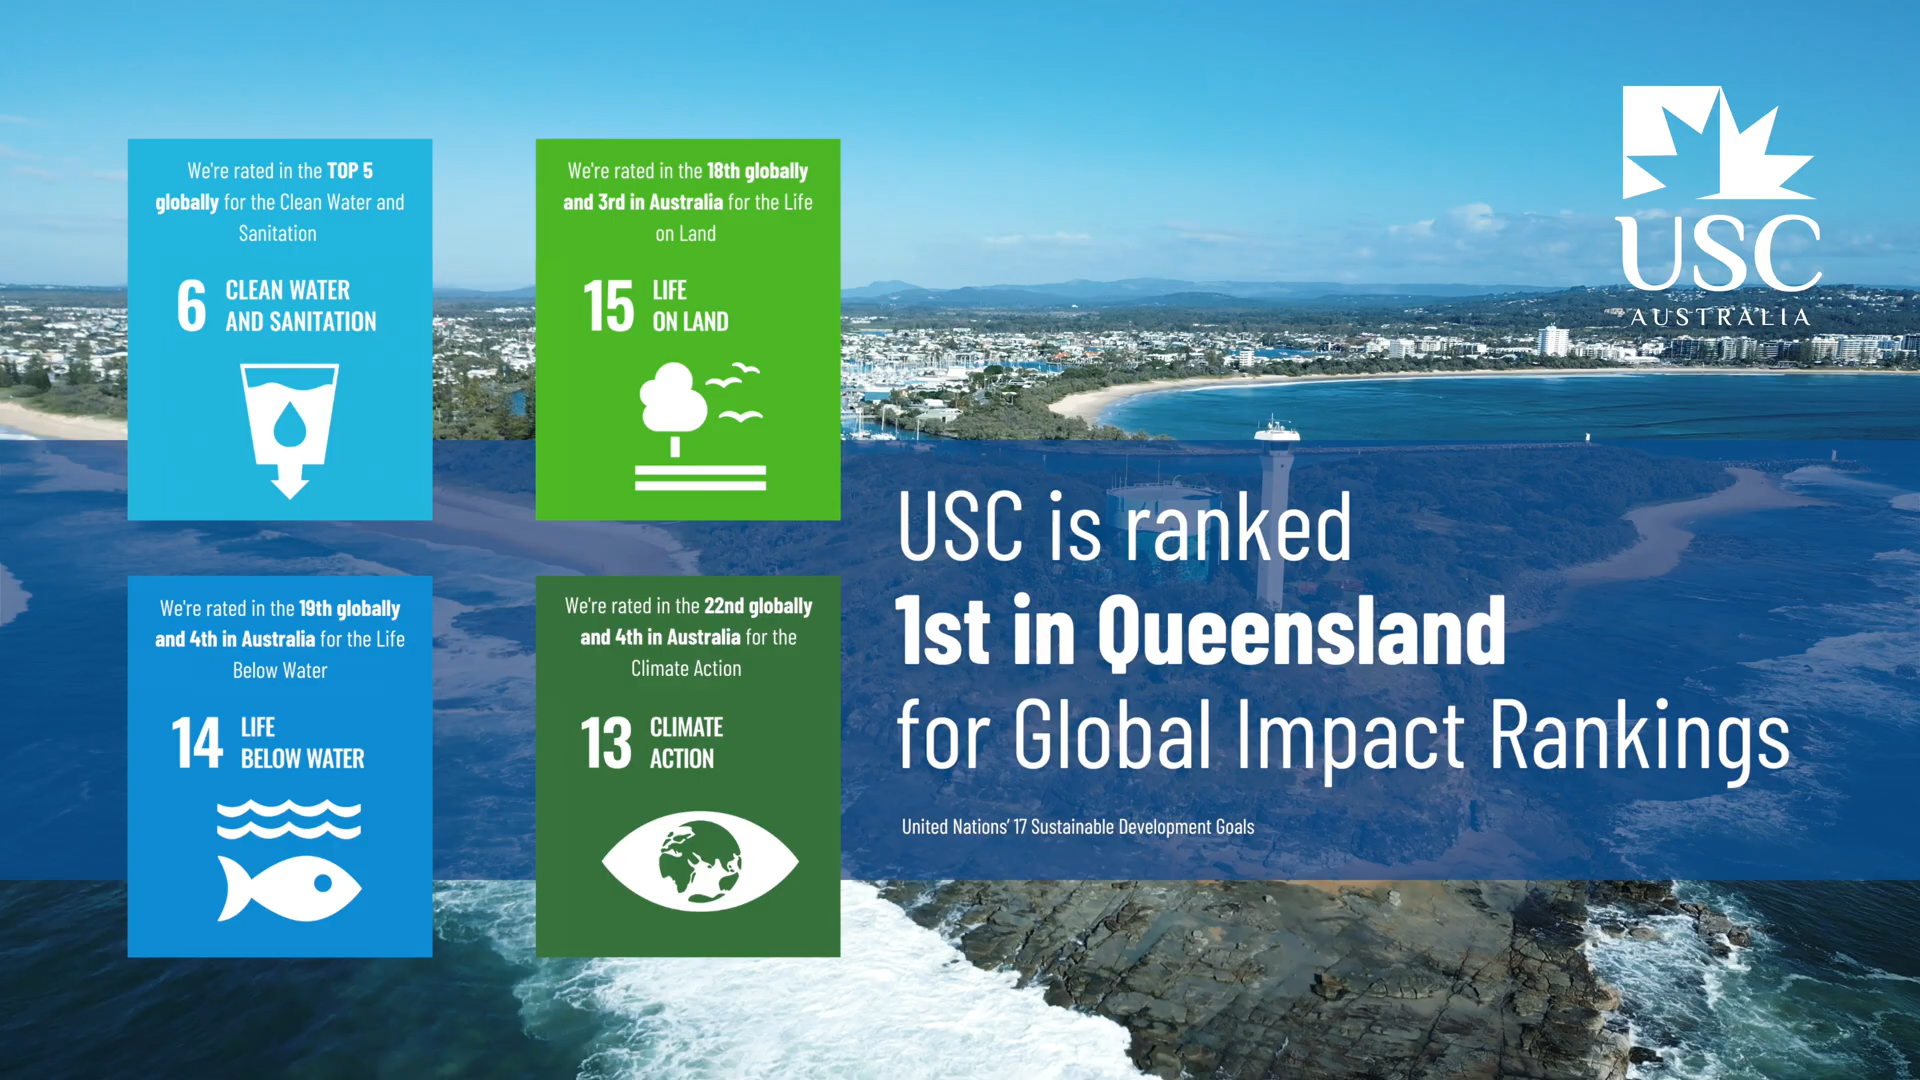 We're rated in the TOP 5
globally for the Clean Water and
Sanitation
6 CLEAN WATER
AND SANITATION
We're rated in the 18th globally
and 3rd in Australia for the Life
on Land
15 LIFE
ON LAND
We're rated in the 19th globally
and 4th in Australia for the Life
Below Water
14 LIFE
BELOW WATER
We're rated in the 22nd globally
and 4th in Australia for the
Climate Action
13 CLIMATE
ACTION
USC
AUSTRALIA
USC is ranked
1st in Queensland
for Global Impact Rankings
United Nations’ 17 Sustainable Development Goals